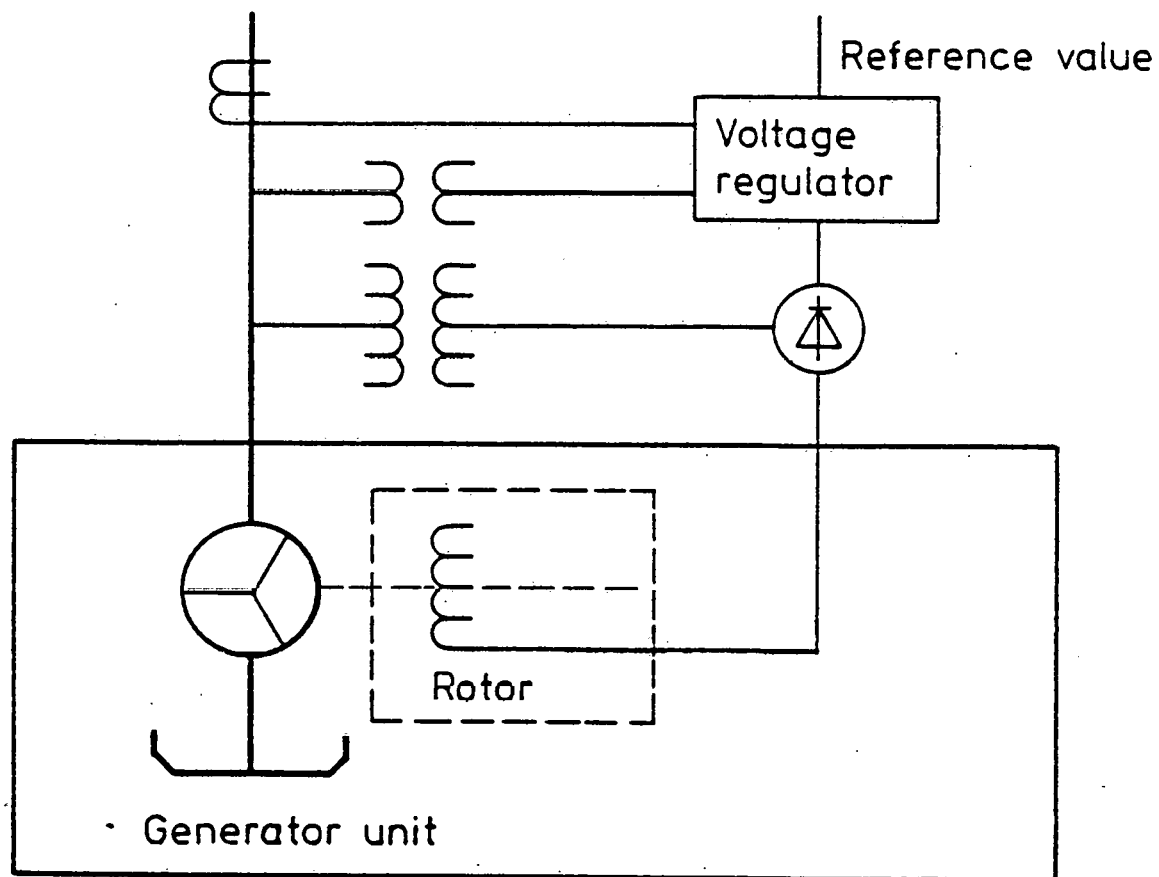 Reference value
Voltage
regulator
Rotor
Generator unit